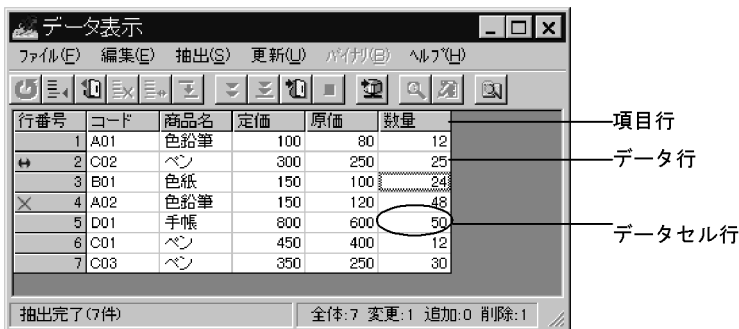 データ表示
ファイル(F) 編集(E) 抽出(S) 更新(U) バイナリ(B) ヘルプ(H)
行番号 コード 商品名 定価 原価 数量
1 A01 色鉛筆 100 80 12
2 C02 ペン 300 250 25
3 B01 色紙 150 100 24
4 A02 色鉛筆 150 120 48
5 D01 手帳 800 600 50
6 C01 ペン 450 400 12
7 C03 ペン 350 250 30
抽出完了(7件) 全体:7 変更:1 追加:0 削除:1
項目行
データ行
データセル行